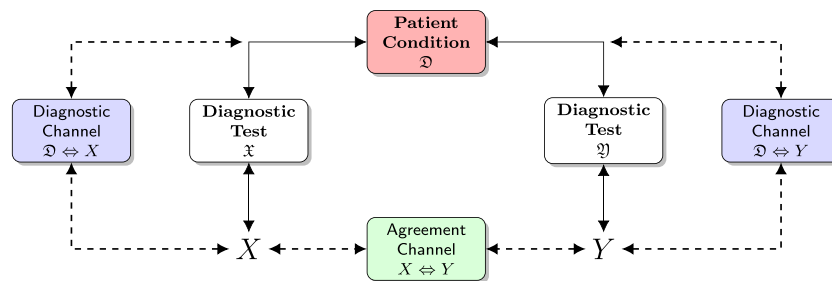 Patient
Condition
𝔇
Diagnostic
Channel
𝔇 ⇔ X
Diagnostic
Test
𝔛
Diagnostic
Test
𝔜
Diagnostic
Channel
𝔇 ⇔ Y
X
Agreement
Channel
X ⇔ Y
Y